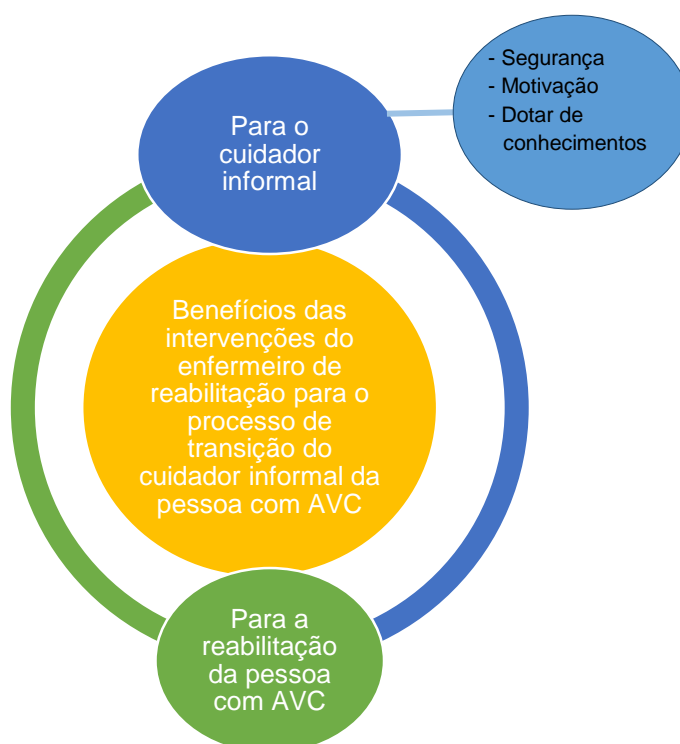 - Segurança
- Motivação
- Dotar de
conhecimentos
Para o
cuidador
informal
Benefícios das
intervenções do
enfermeiro de
reabilitação para o
processo de
transição do
cuidador informal da
pessoa com AVC
Para a
reabilitação
da pessoa
com AVC